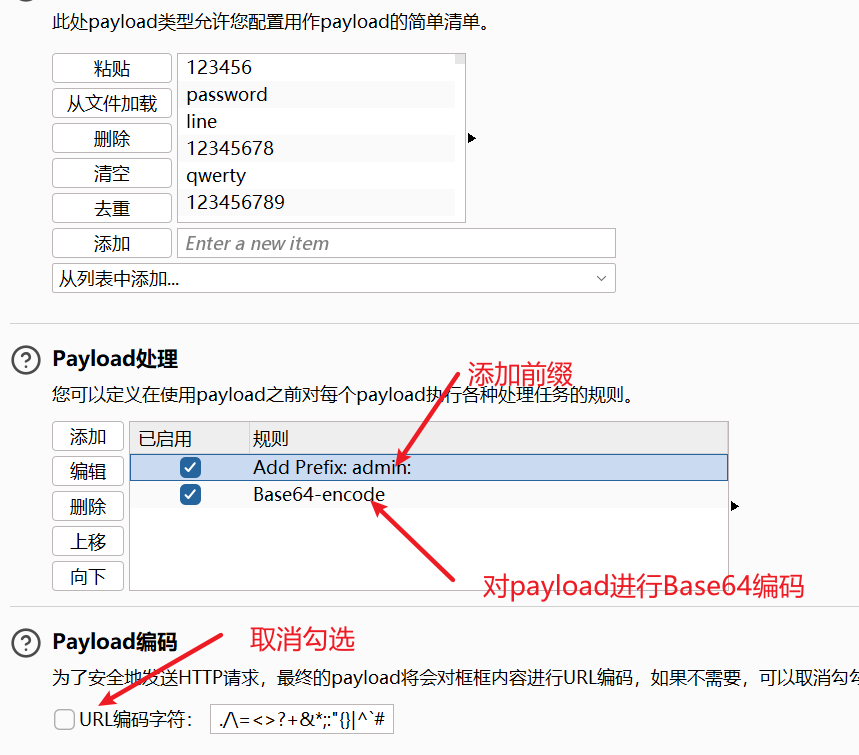 此处payload类型允许您配置用作payload的简单清单。
粘贴
123456
password
从文件加载
line
删除
12345678
清空
qwerty
去重
123456789
添加
Enter a new item
从列表中添加...
Payload处理
添加前缀
您可以定义在使用payload之前对每个payload执行各种处理任务的规则。
添加
已启用
规则
编辑
Add Prefix: admin:
删除
Base64-encode
上移
向下
对payload进行Base64编码
Payload编码
取消勾选
为了安全地发送HTTP请求，最终的payload将会对框框内容进行URL编码，如果不需要，可以取消勾
URL编码字符：
./\=<>?+&*;:"{}|^`#